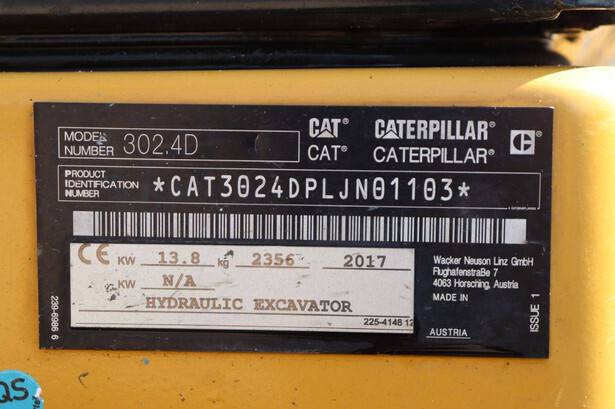 MODEL NUMBER 302.4D
CAT® CATERPILLAR®
CAT® CATERPILLAR®
PRODUCT IDENTIFICATION NUMBER *CAT3024DPLJN01103*
CE KW 13.8 kg 2356 2017
KW N/A
HYDRAULIC EXCAVATOR
225-4148 12
Wacker Neuson Linz GmbH
Flughafenstraße 7
4063 Horsching, Austria
MADE IN
AUSTRIA
ISSUE 1
239-6986 6
QS